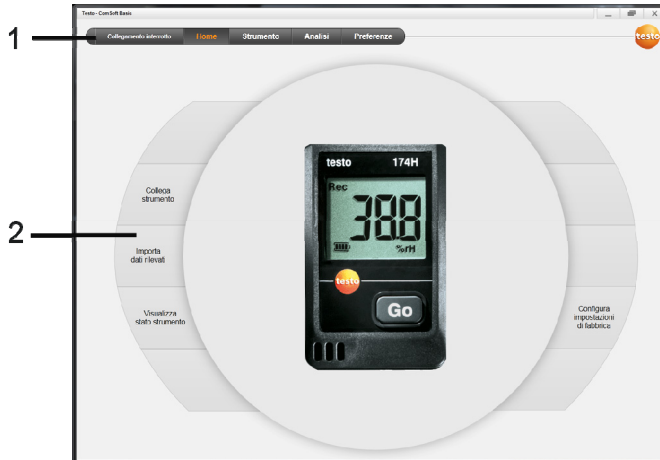 Testo - ComSoft Basis
1
Collegamento interrotto Home Strumento Analisi Preferenze
testo
testo 174H
Rec
38.8
%rH
testo
Go
Collega
strumento
2
Importa
dati rilevati
Visualizza
stato strumento
Configura
impostazioni
di fabbrica